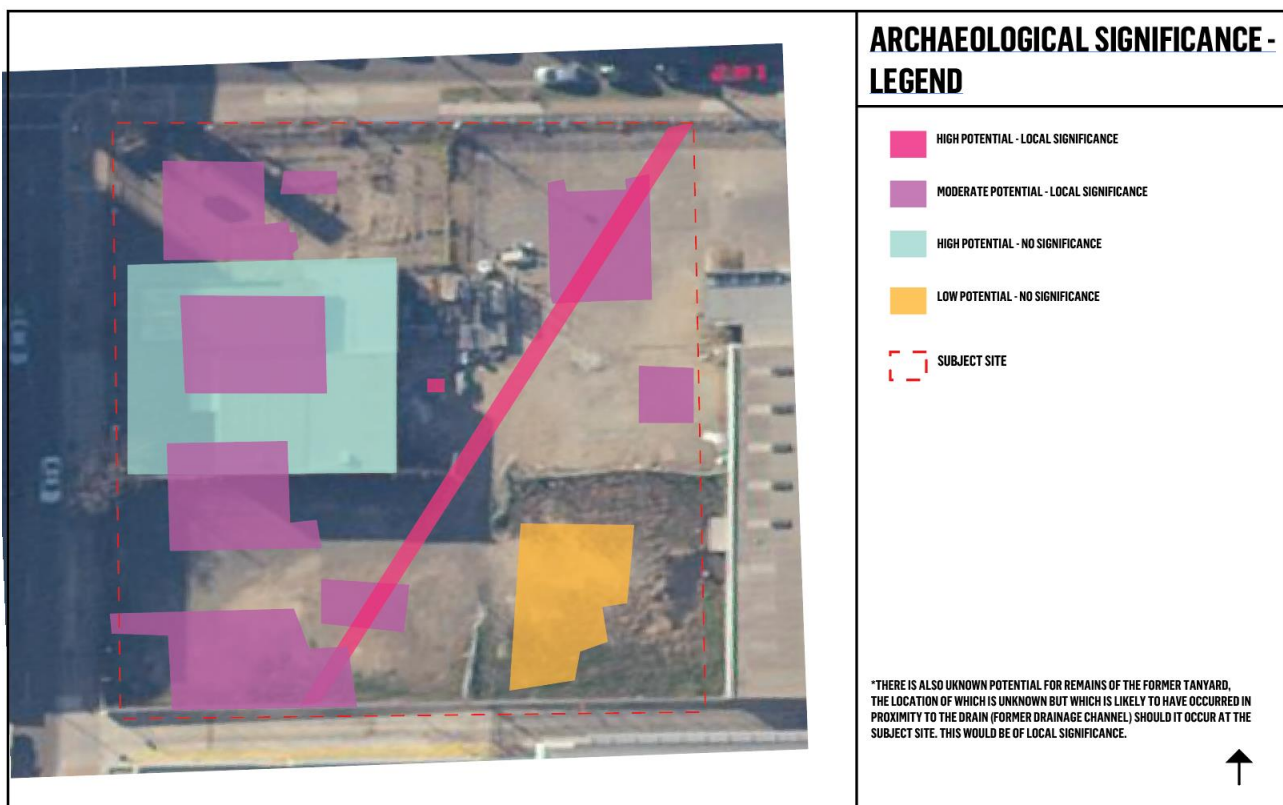 ARCHAEOLOGICAL SIGNIFICANCE -
LEGEND
HIGH POTENTIAL - LOCAL SIGNIFICANCE
MODERATE POTENTIAL - LOCAL SIGNIFICANCE
HIGH POTENTIAL - NO SIGNIFICANCE
LOW POTENTIAL - NO SIGNIFICANCE
SUBJECT SITE
*THERE IS ALSO UKNOWN POTENTIAL FOR REMAINS OF THE FORMER TANYARD,
THE LOCATION OF WHICH IS UNKNOWN BUT WHICH IS LIKELY TO HAVE OCCURRED IN
PROXIMITY TO THE DRAIN (FORMER DRAINAGE CHANNEL) SHOULD IT OCCUR AT THE
SUBJECT SITE. THIS WOULD BE OF LOCAL SIGNIFICANCE.